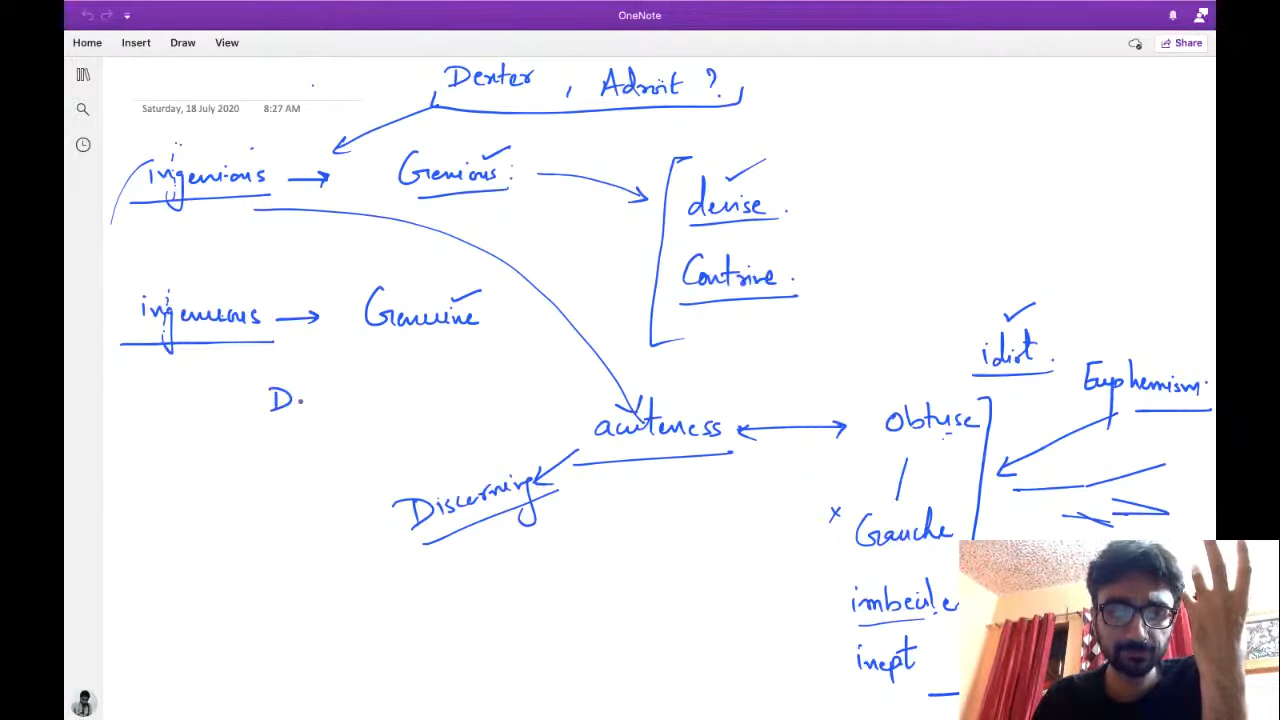 OneNote
Home Insert Draw View Share
Dexter , Adroit ?
Saturday, 18 July 2020 8:27 AM
ingenious → Genious :
devise .
Contrive .
ingenuous → Genuine
idiot .
Euphemism .
D
acuteness ↔ obtuse
Discerning
x Gauche
imbecile
inept